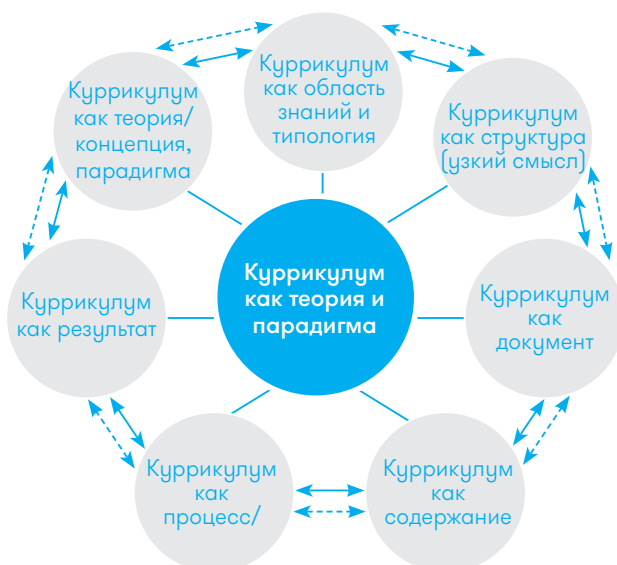 Куррикулум
как область
знаний и
типология
Куррикулум
как структура
(узкий смысл)
Куррикулум
как
документ
Куррикулум
как
содержание
Куррикулум
как
процесс/
Куррикулум
как результат
Куррикулум
как теория/
концепция,
парадигма
Куррикулум
как теория и
парадигма